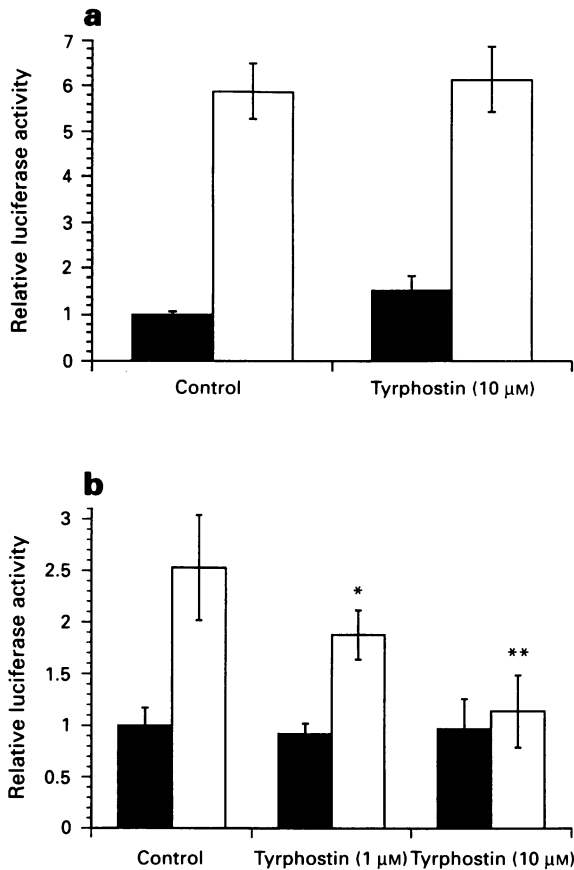 a
Relative luciferase activity
7
6
5
4
3
2
1
0
Control Tyrphostin (10 μM)
b
Relative luciferase activity
3
2.5
2
1.5
1
0.5
0
*
**
Control Tyrphostin (1 μM) Tyrphostin (10 μM)